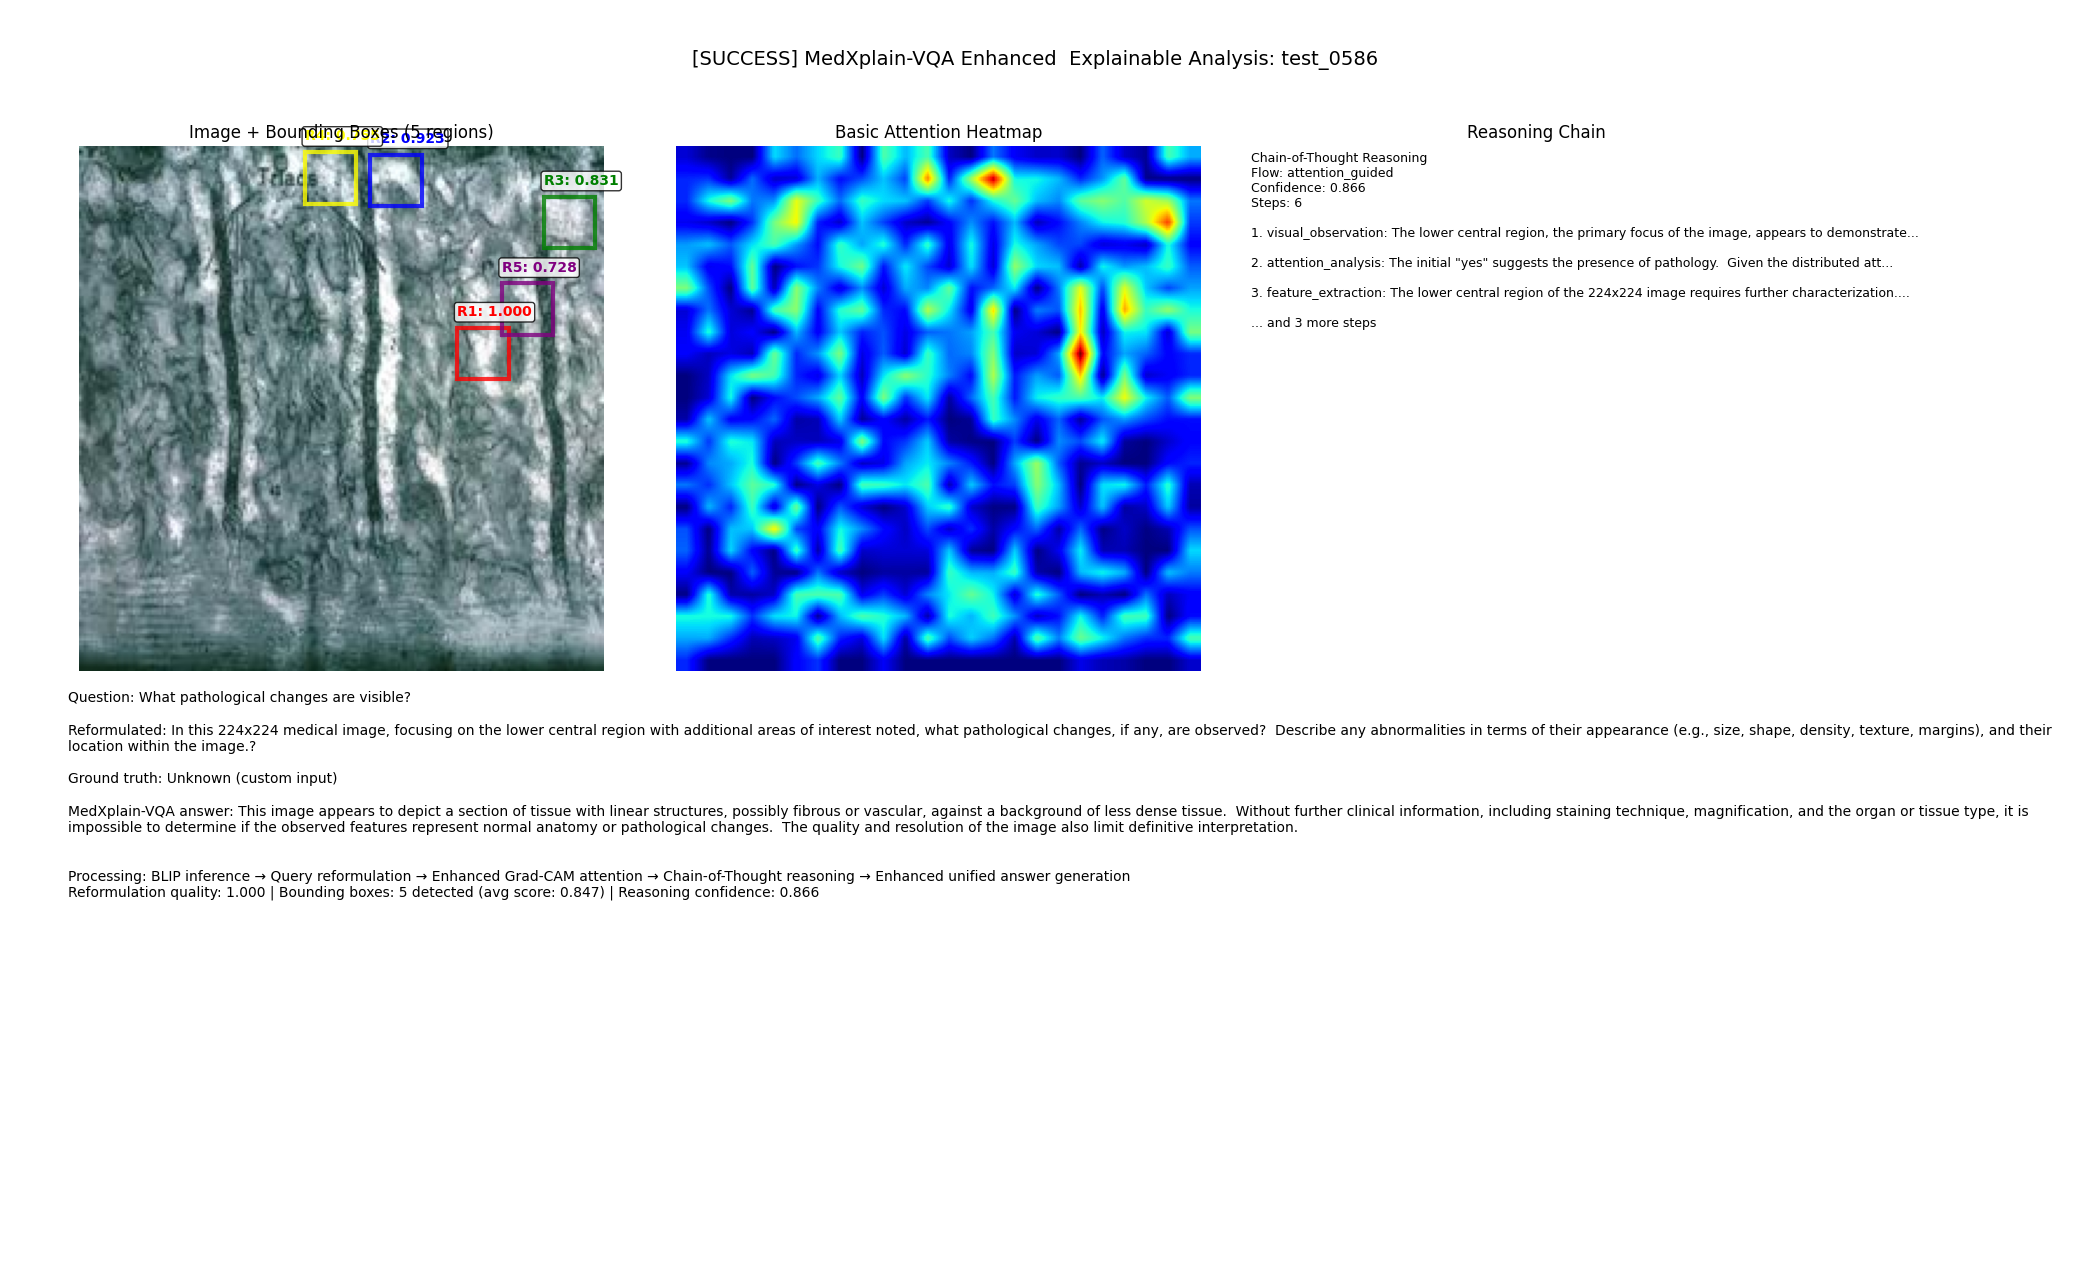 [SUCCESS] MedXplain-VQA Enhanced  Explainable Analysis: test_0586
Image + Bounding Boxes (5 regions)
2: 0.923
Triads
R3: 0.831
R5: 0.728
R1: 1.000
Basic Attention Heatmap
Reasoning Chain
Chain-of-Thought Reasoning
Flow: attention_guided
Confidence: 0.866
Steps: 6
1. visual_observation: The lower central region, the primary focus of the image, appears to demonstrate...
2. attention_analysis: The initial "yes" suggests the presence of pathology.  Given the distributed att...
3. feature_extraction: The lower central region of the 224x224 image requires further characterization....
... and 3 more steps
Question: What pathological changes are visible?
Reformulated: In this 224x224 medical image, focusing on the lower central region with additional areas of interest noted, what pathological changes, if any, are observed?  Describe any abnormalities in terms of their appearance (e.g., size, shape, density, texture, margins), and their
location within the image.?
Ground truth: Unknown (custom input)
MedXplain-VQA answer: This image appears to depict a section of tissue with linear structures, possibly fibrous or vascular, against a background of less dense tissue.  Without further clinical information, including staining technique, magnification, and the organ or tissue type, it is
impossible to determine if the observed features represent normal anatomy or pathological changes.  The quality and resolution of the image also limit definitive interpretation.
Processing: BLIP inference → Query reformulation → Enhanced Grad-CAM attention → Chain-of-Thought reasoning → Enhanced unified answer generation
Reformulation quality: 1.000 | Bounding boxes: 5 detected (avg score: 0.847) | Reasoning confidence: 0.866